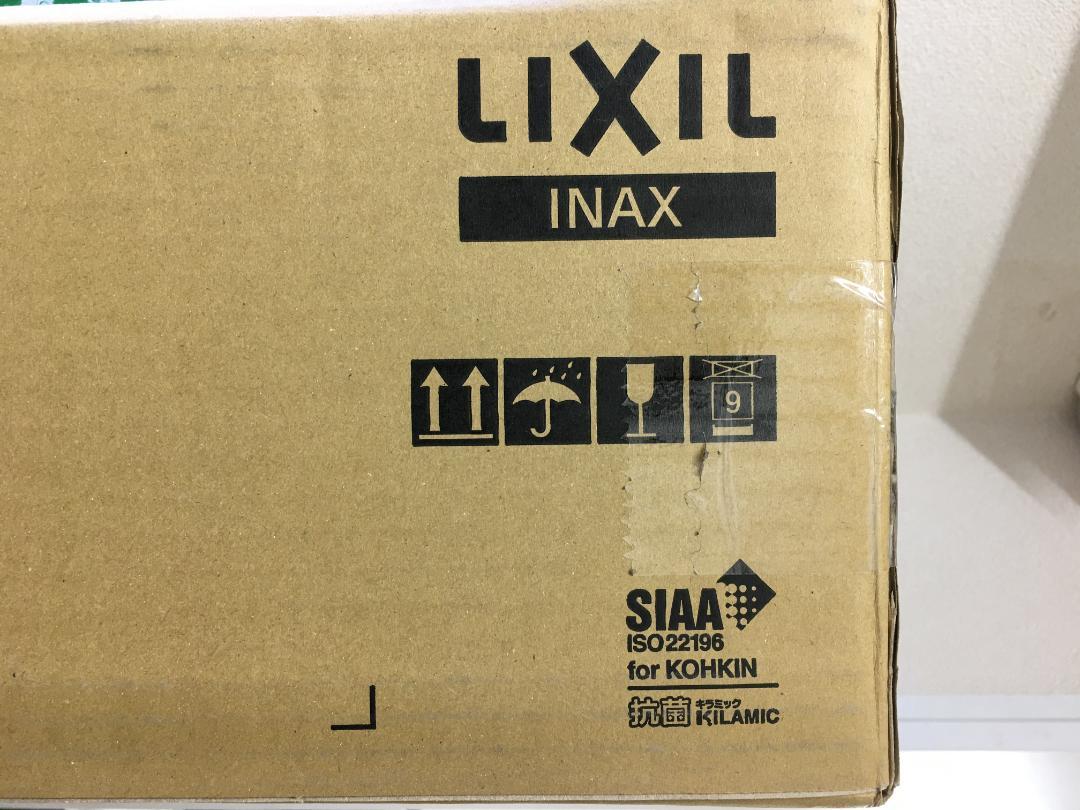 LIXIL
INAX
9
SIAA
ISO 22196
for KOHKIN
抗菌 キラミック KILAMIC